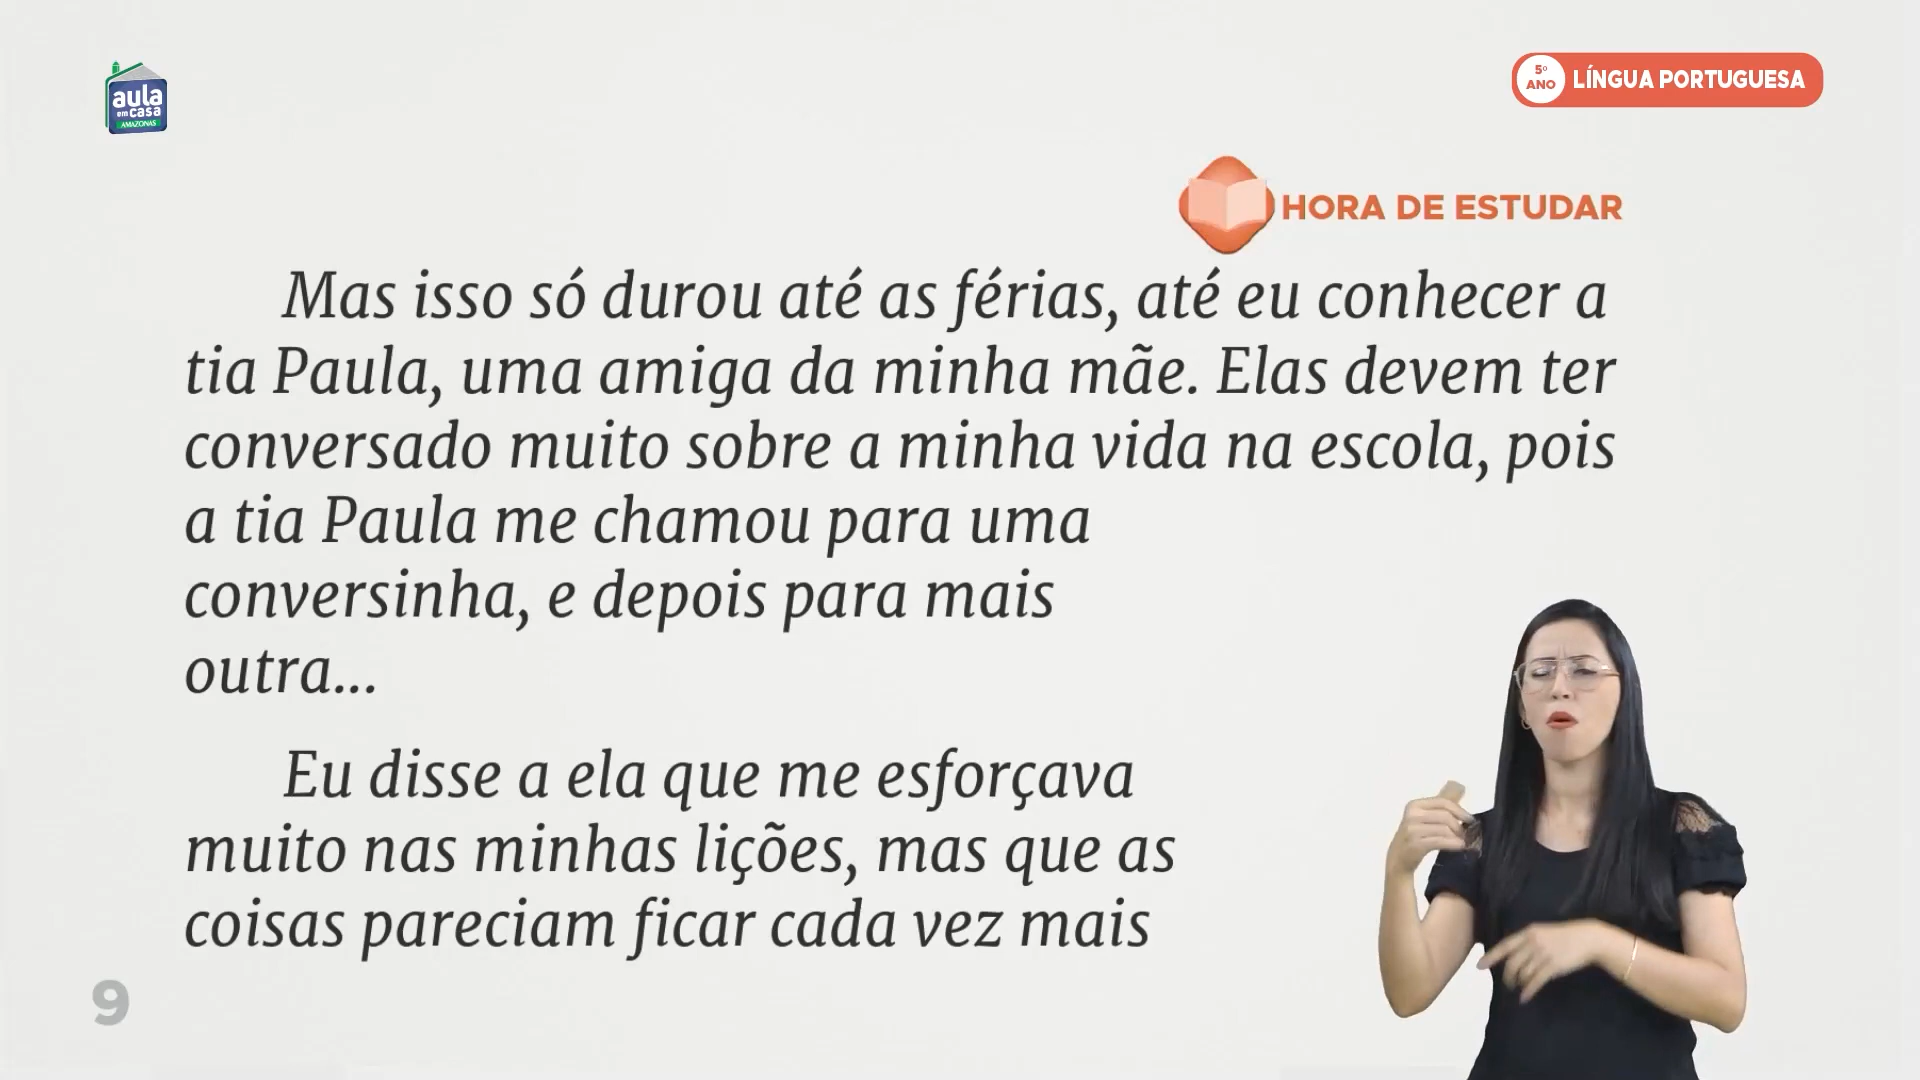 aula
em casa
AMAZONAS
5º
ANO
LÍNGUA PORTUGUESA
HORA DE ESTUDAR
Mas isso só durou até as férias, até eu conhecer a
tia Paula, uma amiga da minha mãe. Elas devem ter
conversado muito sobre a minha vida na escola, pois
a tia Paula me chamou para uma
conversinha, e depois para mais
outra...
Eu disse a ela que me esforçava
muito nas minhas lições, mas que as
coisas pareciam ficar cada vez mais
9